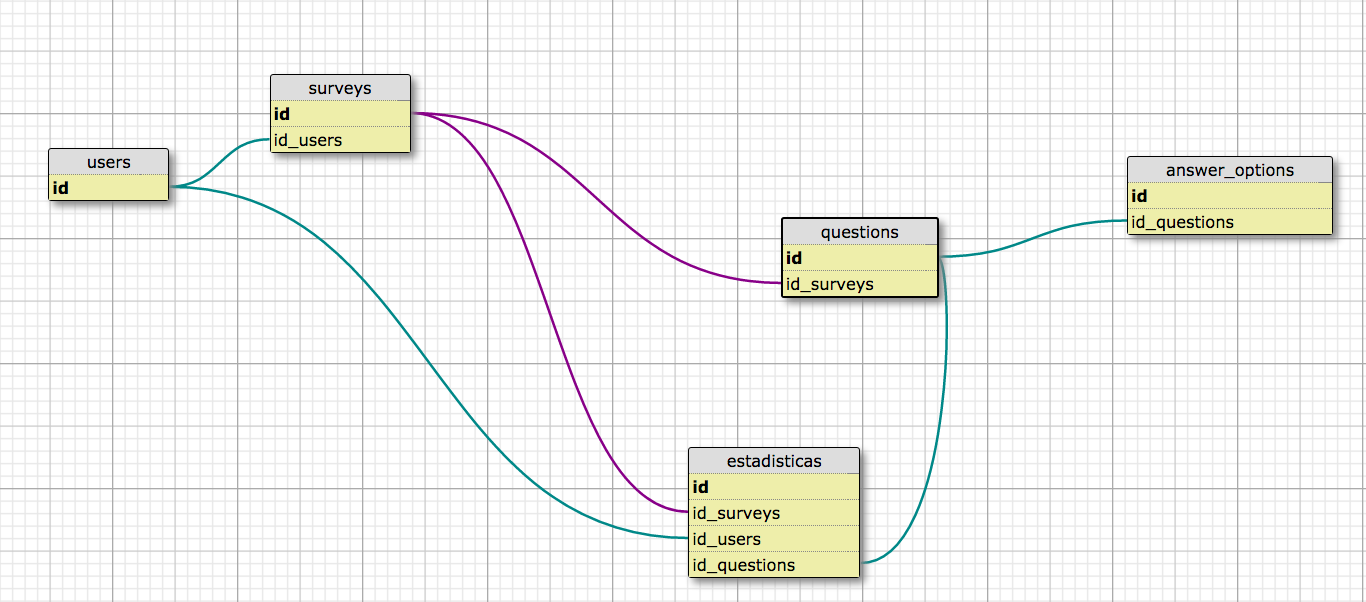 surveys
id
id_users
users
id
answer_options
id
id_questions
questions
id
id_surveys
estadisticas
id
id_surveys
id_users
id_questions